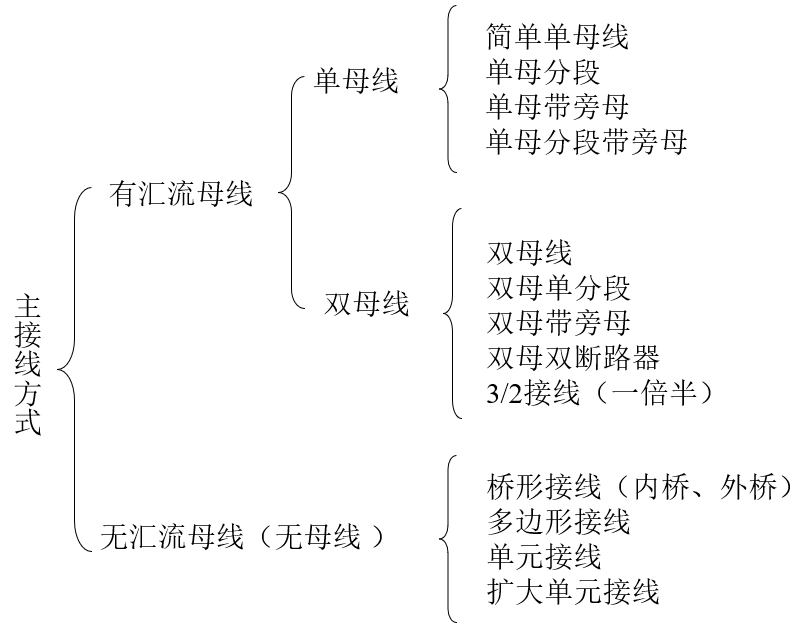 主接线方式
有汇流母线
单母线
简单单母线
单母分段
单母带旁母
单母分段带旁母
双母线
双母线
双母单分段
双母带旁母
双母双断路器
3/2接线（一倍半）
无汇流母线（无母线 ）
桥形接线（内桥、外桥）
多边形接线
单元接线
扩大单元接线